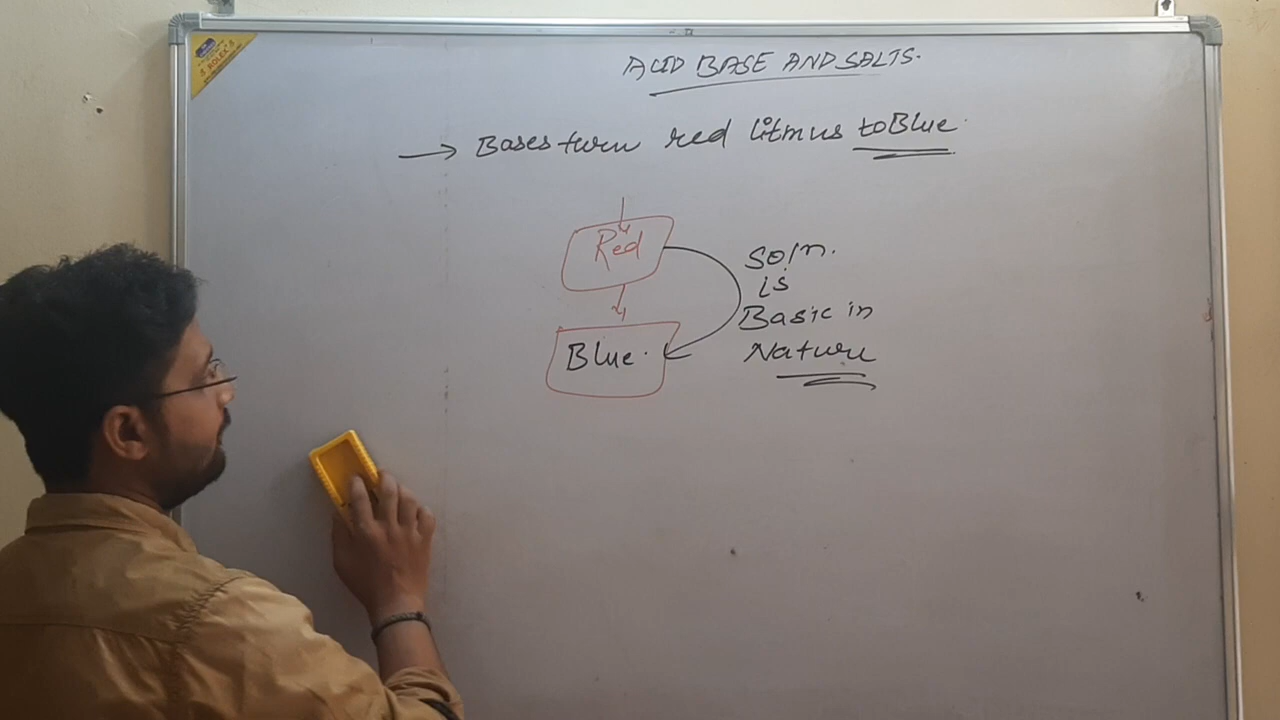 ACID BASE AND SALTS.
→ Bases turn red litmus to Blue.
Red
Blue.
Soln.
is
Basic in
Nature